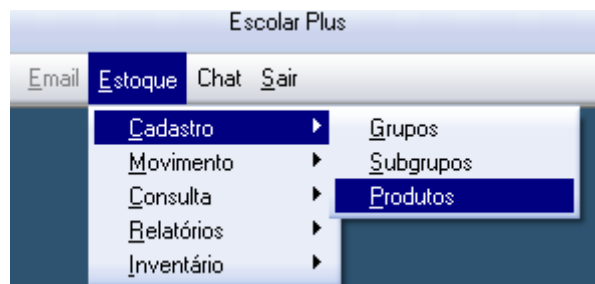 Escolar Plus
Email Estoque Chat Sair
Cadastro Grupos
Movimento Subgrupos
Consulta Produtos
Relatórios
Inventário